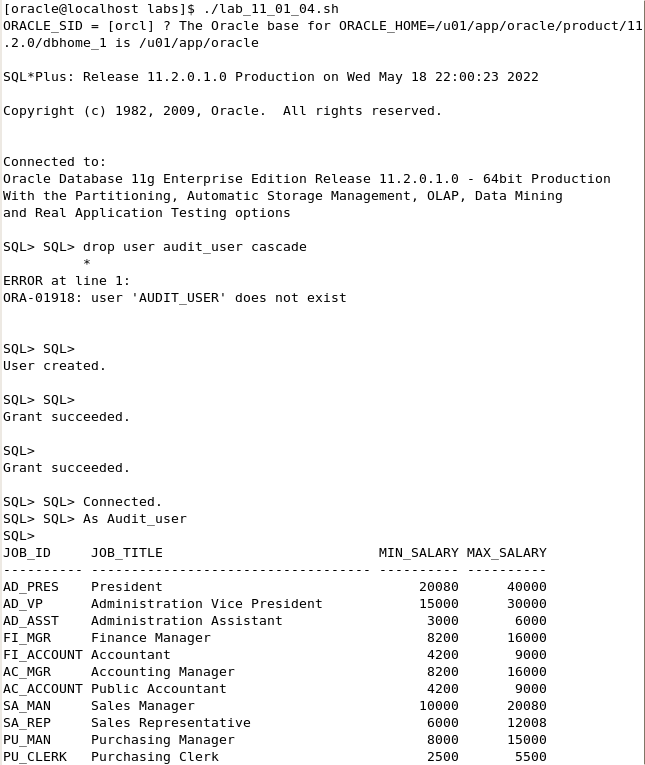 [oracle@localhost labs]$ ./lab_11_01_04.sh
ORACLE_SID = [orcl] ? The Oracle base for ORACLE_HOME=/u01/app/oracle/product/11
.2.0/dbhome_1 is /u01/app/oracle
SQL*Plus: Release 11.2.0.1.0 Production on Wed May 18 22:00:23 2022
Copyright (c) 1982, 2009, Oracle.  All rights reserved.
Connected to:
Oracle Database 11g Enterprise Edition Release 11.2.0.1.0 - 64bit Production
With the Partitioning, Automatic Storage Management, OLAP, Data Mining
and Real Application Testing options
SQL> SQL> drop user audit_user cascade
          *
ERROR at line 1:
ORA-01918: user 'AUDIT_USER' does not exist
SQL> SQL>
User created.
SQL> SQL>
Grant succeeded.
SQL>
Grant succeeded.
SQL> SQL> Connected.
SQL> SQL> As Audit_user
SQL>
JOB_ID     JOB_TITLE                           MIN_SALARY MAX_SALARY
---------- ----------------------------------- ---------- ----------
AD_PRES    President                                20080      40000
AD_VP      Administration Vice President            15000      30000
AD_ASST    Administration Assistant                  3000       6000
FI_MGR     Finance Manager                           8200      16000
FI_ACCOUNT Accountant                                4200       9000
AC_MGR     Accounting Manager                        8200      16000
AC_ACCOUNT Public Accountant                         4200       9000
SA_MAN     Sales Manager                            10000      20080
SA_REP     Sales Representative                      6000      12008
PU_MAN     Purchasing Manager                        8000      15000
PU_CLERK   Purchasing Clerk                          2500       5500